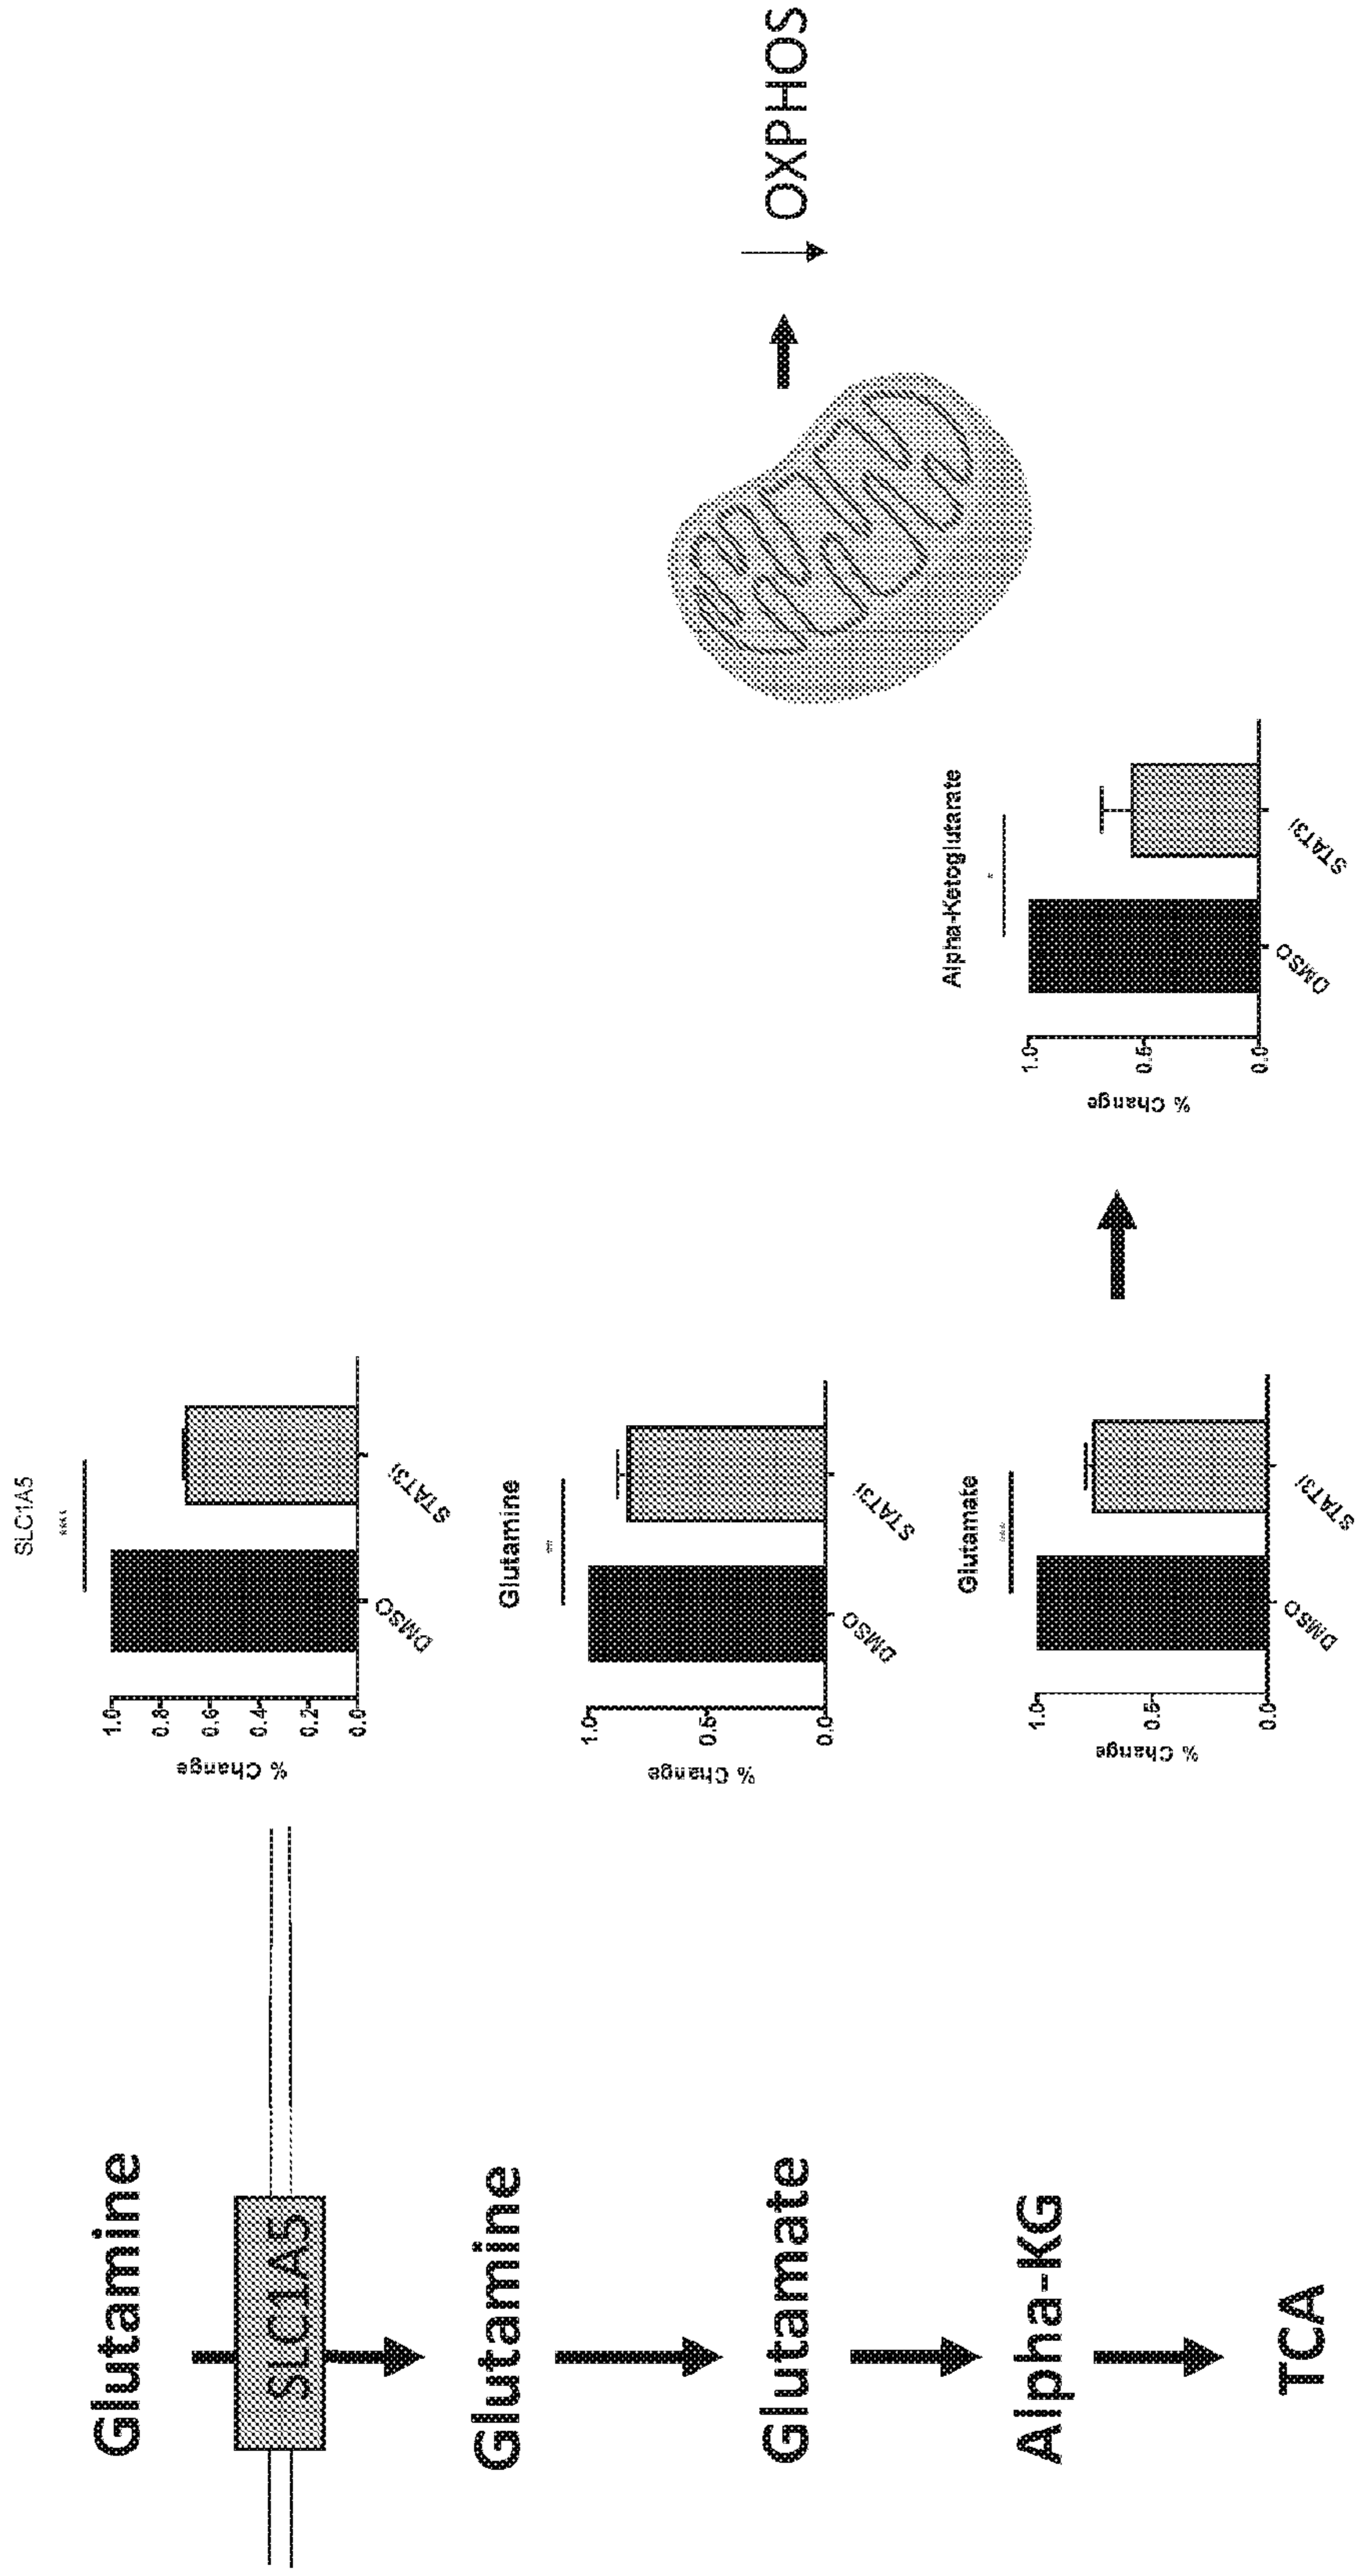 Glutamine
SLC1A5
Glutamine
Glutamate
Alpha-KG
TCA
SLC1A5
****
% Change
1.0
0.8
0.6
0.4
0.2
0.0
DMSO
STAT3i
Glutamine
% Change
1.0
0.5
0.0
DMSO
STAT3i
Glutamate
% Change
1.0
0.5
0.0
DMSO
STAT3i
Alpha-Ketoglutarate
*
% Change
1.0
0.5
0.0
DMSO
STAT3i
OXPHOS